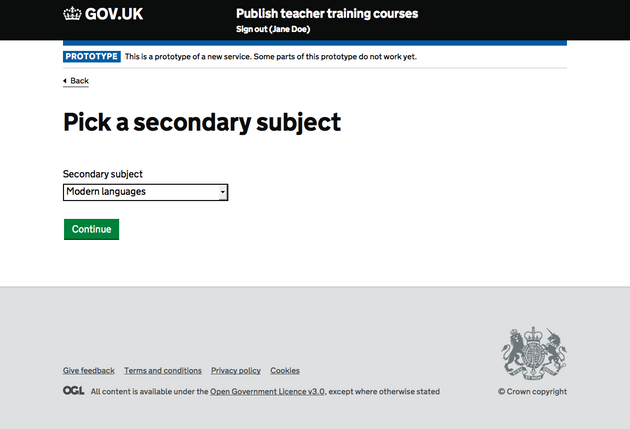 GOV.UK
Publish teacher training courses
Sign out (Jane Doe)
PROTOTYPE This is a prototype of a new service. Some parts of this prototype do not work yet.
Back
Pick a secondary subject
Secondary subject
Modern languages
Continue
Give feedback Terms and conditions Privacy policy Cookies
OGL All content is available under the Open Government Licence v3.0, except where otherwise stated
© Crown copyright